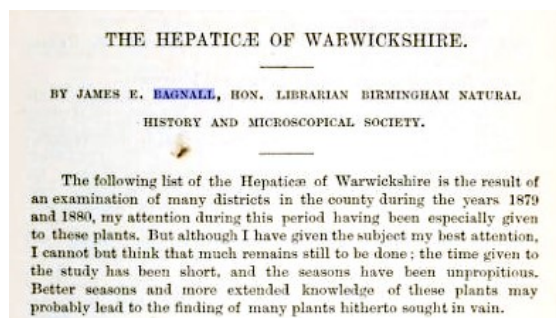 THE HEPATICÆ OF WARWICKSHIRE.
BY JAMES E. BAGNALL, HON. LIBRARIAN BIRMINGHAM NATURAL
HISTORY AND MICROSCOPICAL SOCIETY.
The following list of the Hepaticæ of Warwickshire is the result of
an examination of many districts in the county during the years 1879
and 1880, my attention during this period having been especially given
to these plants. But although I have given the subject my best attention,
I cannot but think that much remains still to be done; the time given to
the study has been short, and the seasons have been unpropitious.
Better seasons and more extended knowledge of these plants may
probably lead to the finding of many plants hitherto sought in vain.